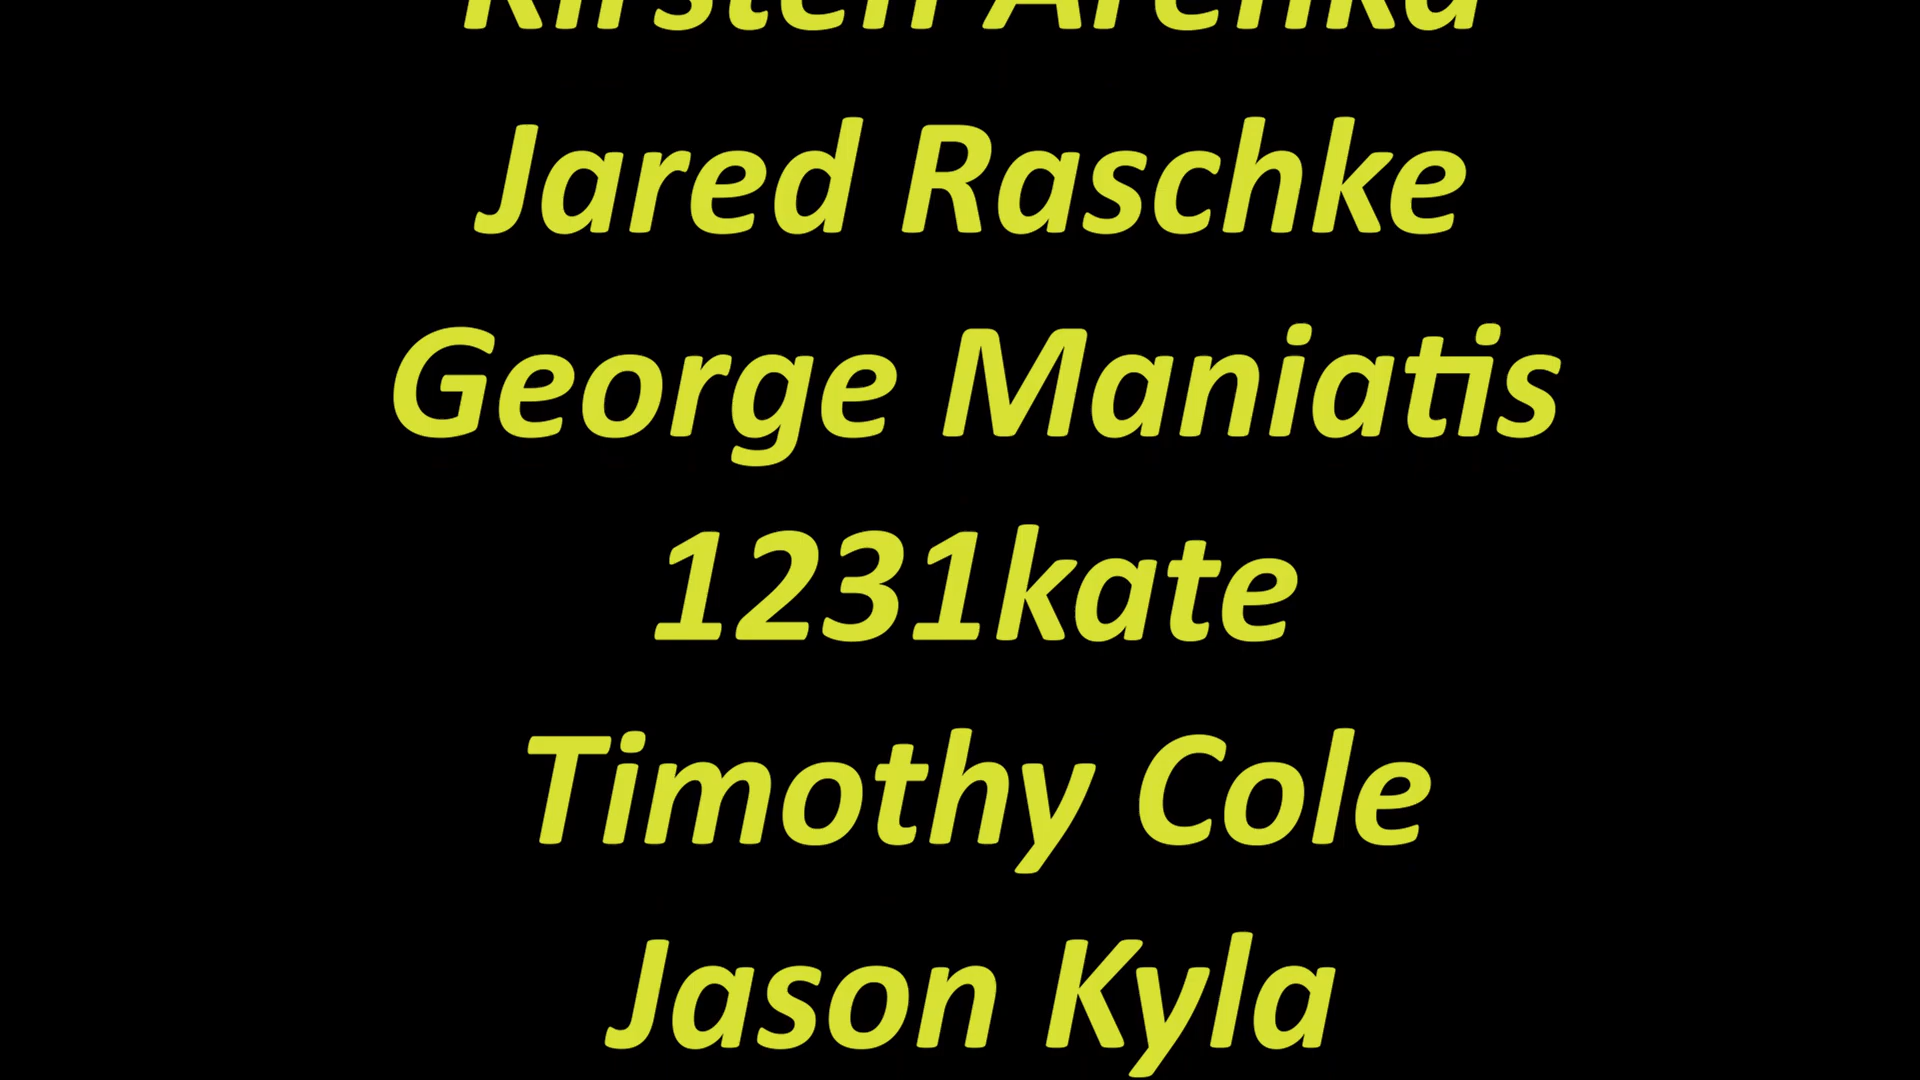 Jared Raschke
George Maniatis
1231kate
Timothy Cole
Jason Kyla